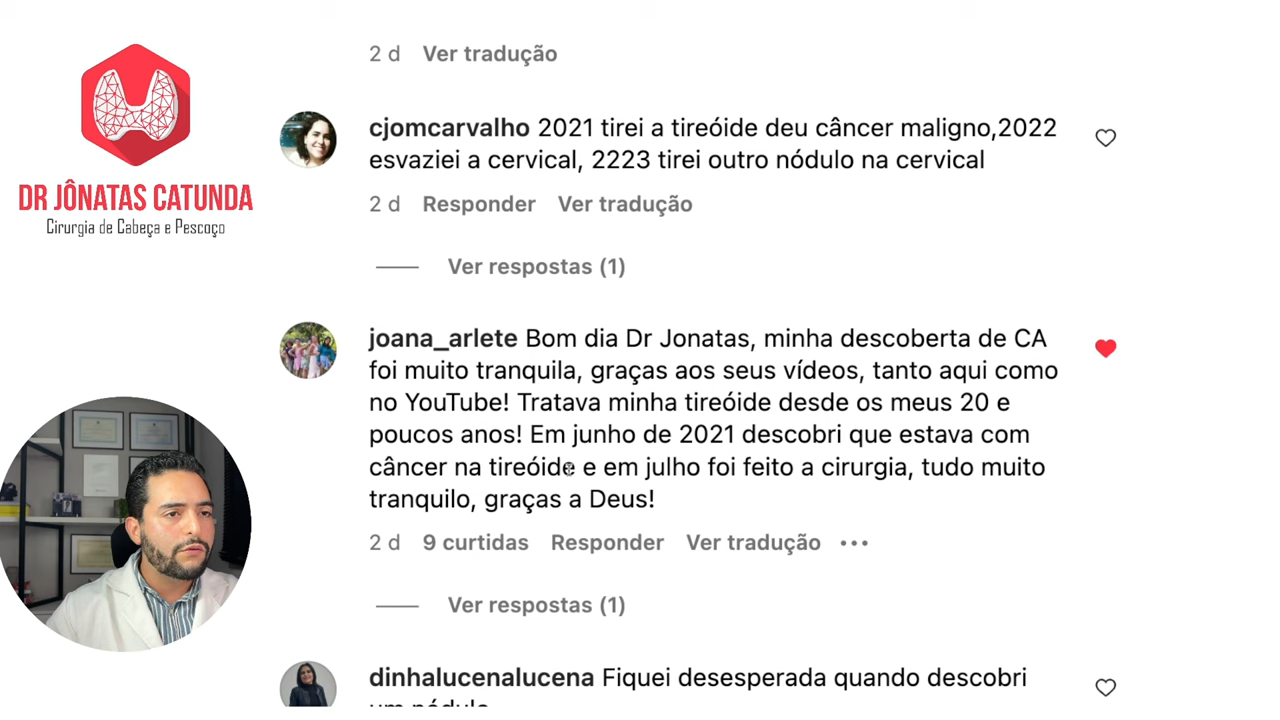 2 d Ver tradução
DR JÔNATAS CATUNDA
Cirurgia de Cabeça e Pescoço
cjomcarvalho 2021 tirei a tireóide deu câncer maligno,2022
esvaziei a cervical, 2223 tirei outro nódulo na cervical
2 d Responder Ver tradução
Ver respostas (1)
joana_arlete Bom dia Dr Jonatas, minha descoberta de CA
foi muito tranquila, graças aos seus vídeos, tanto aqui como
no YouTube! Tratava minha tireóide desde os meus 20 e
poucos anos! Em junho de 2021 descobri que estava com
câncer na tireóide e em julho foi feito a cirurgia, tudo muito
tranquilo, graças a Deus!
2 d 9 curtidas Responder Ver tradução •••
Ver respostas (1)
dinhalucenalucena Fiquei desesperada quando descobri
um nódulo